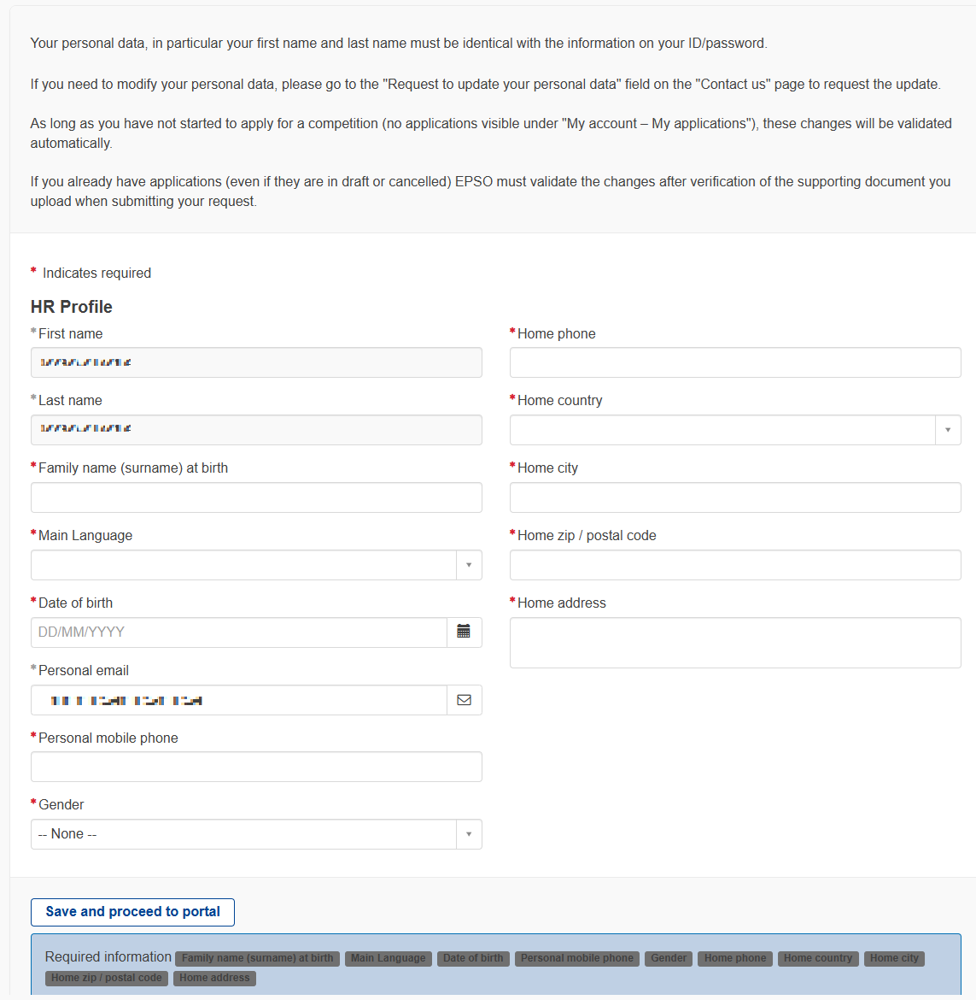 Your personal data, in particular your first name and last name must be identical with the information on your ID/password.
If you need to modify your personal data, please go to the "Request to update your personal data" field on the "Contact us" page to request the update.
As long as you have not started to apply for a competition (no applications visible under "My account – My applications"), these changes will be validated
automatically.
If you already have applications (even if they are in draft or cancelled) EPSO must validate the changes after verification of the supporting document you
upload when submitting your request.
* Indicates required
HR Profile
*First name
*Last name
*Family name (surname) at birth
*Main Language
*Date of birth
DD/MM/YYYY
*Personal email
*Personal mobile phone
*Gender
-- None --
*Home phone
*Home country
*Home city
*Home zip / postal code
*Home address
Save and proceed to portal
Required information Family name (surname) at birth Main Language Date of birth Personal mobile phone Gender Home phone Home country Home city
Home zip / postal code Home address